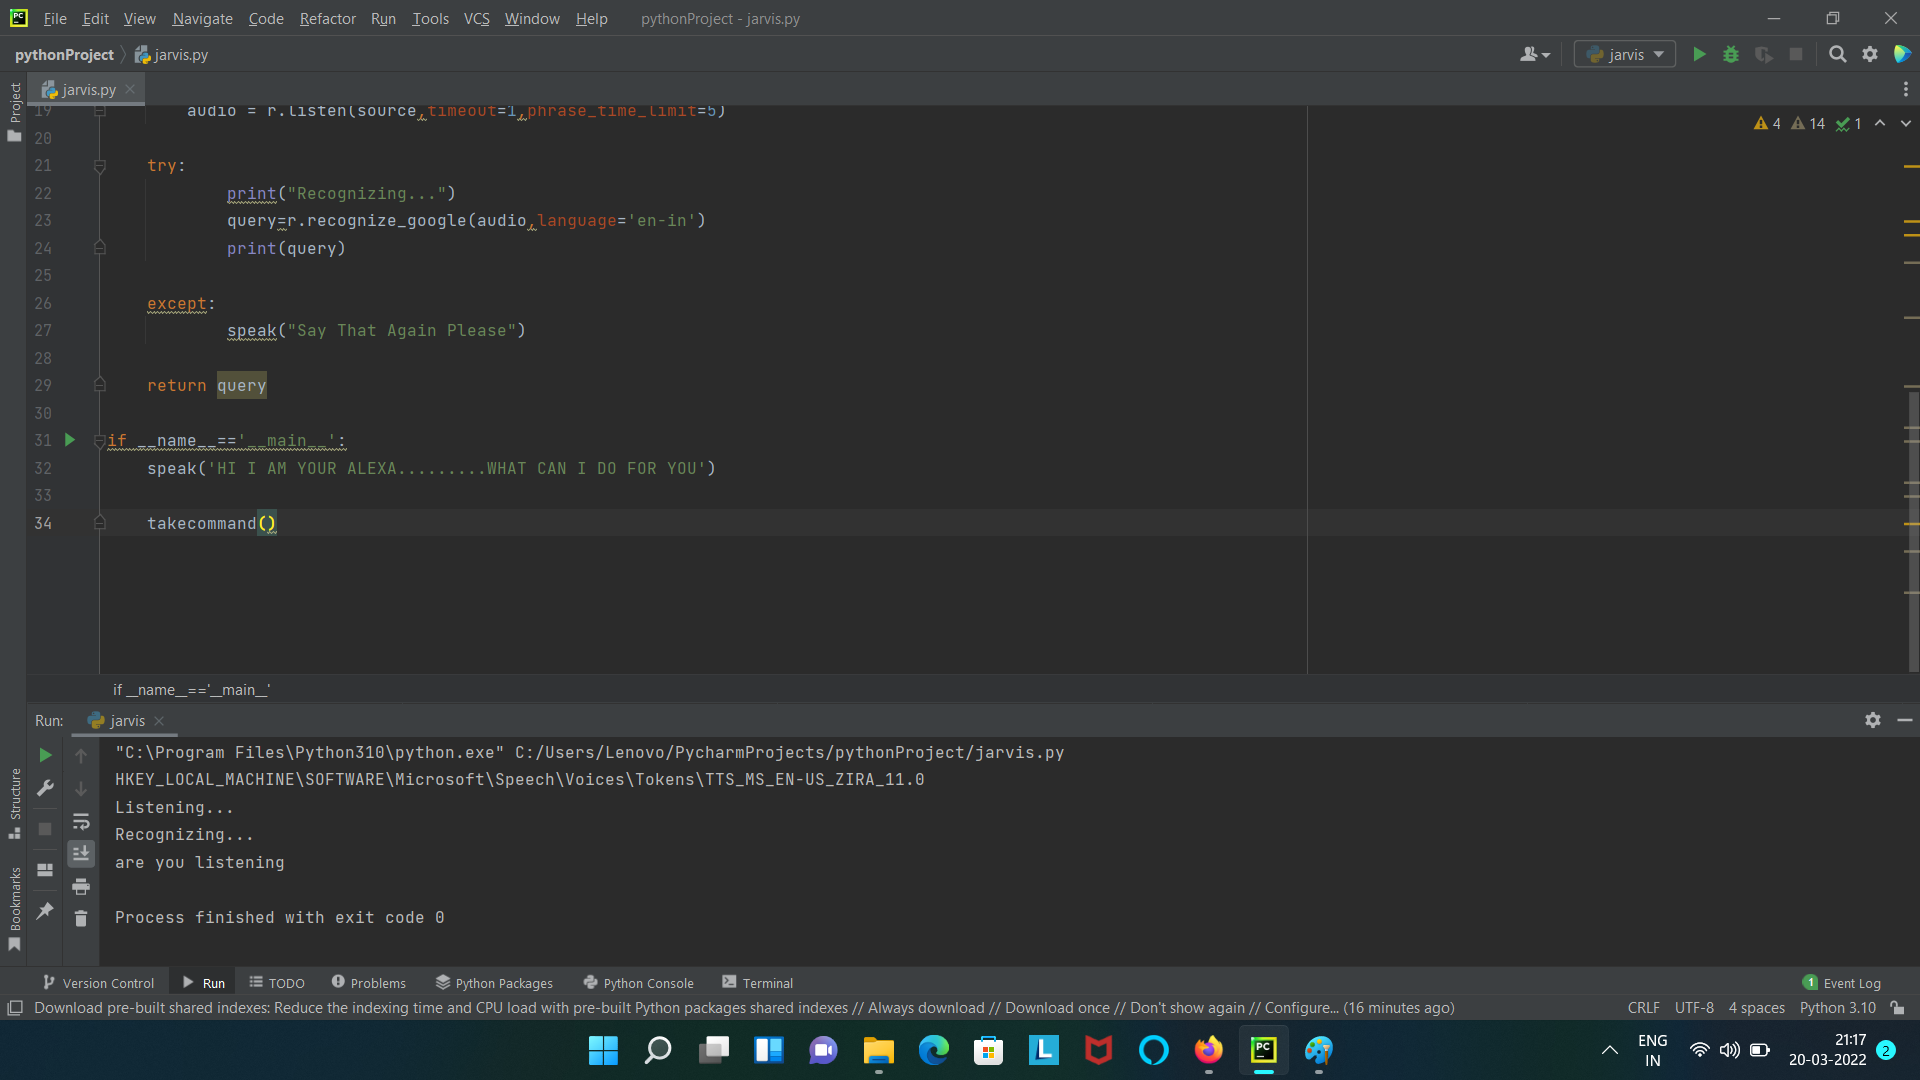 File Edit View Navigate Code Refactor Run Tools VCS Window Help pythonProject - jarvis.py
pythonProject jarvis.py jarvis
Project
jarvis.py
19 audio = r.listen(source,timeout=1,phrase_time_limit=5)
4 14 1
20
21 try:
22 print("Recognizing...")
23 query=r.recognize_google(audio,language='en-in')
24 print(query)
25
26 except:
27 speak("Say That Again Please")
28
29 return query
30
31 if __name__=='__main__':
32 speak('HI I AM YOUR ALEXA.........WHAT CAN I DO FOR YOU')
33
34 takecommand()
if __name__=='__main__'
Run: jarvis
"C:\Program Files\Python310\python.exe" C:/Users/Lenovo/PycharmProjects/pythonProject/jarvis.py
HKEY_LOCAL_MACHINE\SOFTWARE\Microsoft\Speech\Voices\Tokens\TTS_MS_EN-US_ZIRA_11.0
Listening...
Recognizing...
are you listening
Process finished with exit code 0
Structure
Bookmarks
Version Control Run TODO Problems Python Packages Python Console Terminal 1 Event Log
Download pre-built shared indexes: Reduce the indexing time and CPU load with pre-built Python packages shared indexes // Always download // Download once // Don't show again // Configure... (16 minutes ago) CRLF UTF-8 4 spaces Python 3.10
ENG
IN
21:17
20-03-2022
2